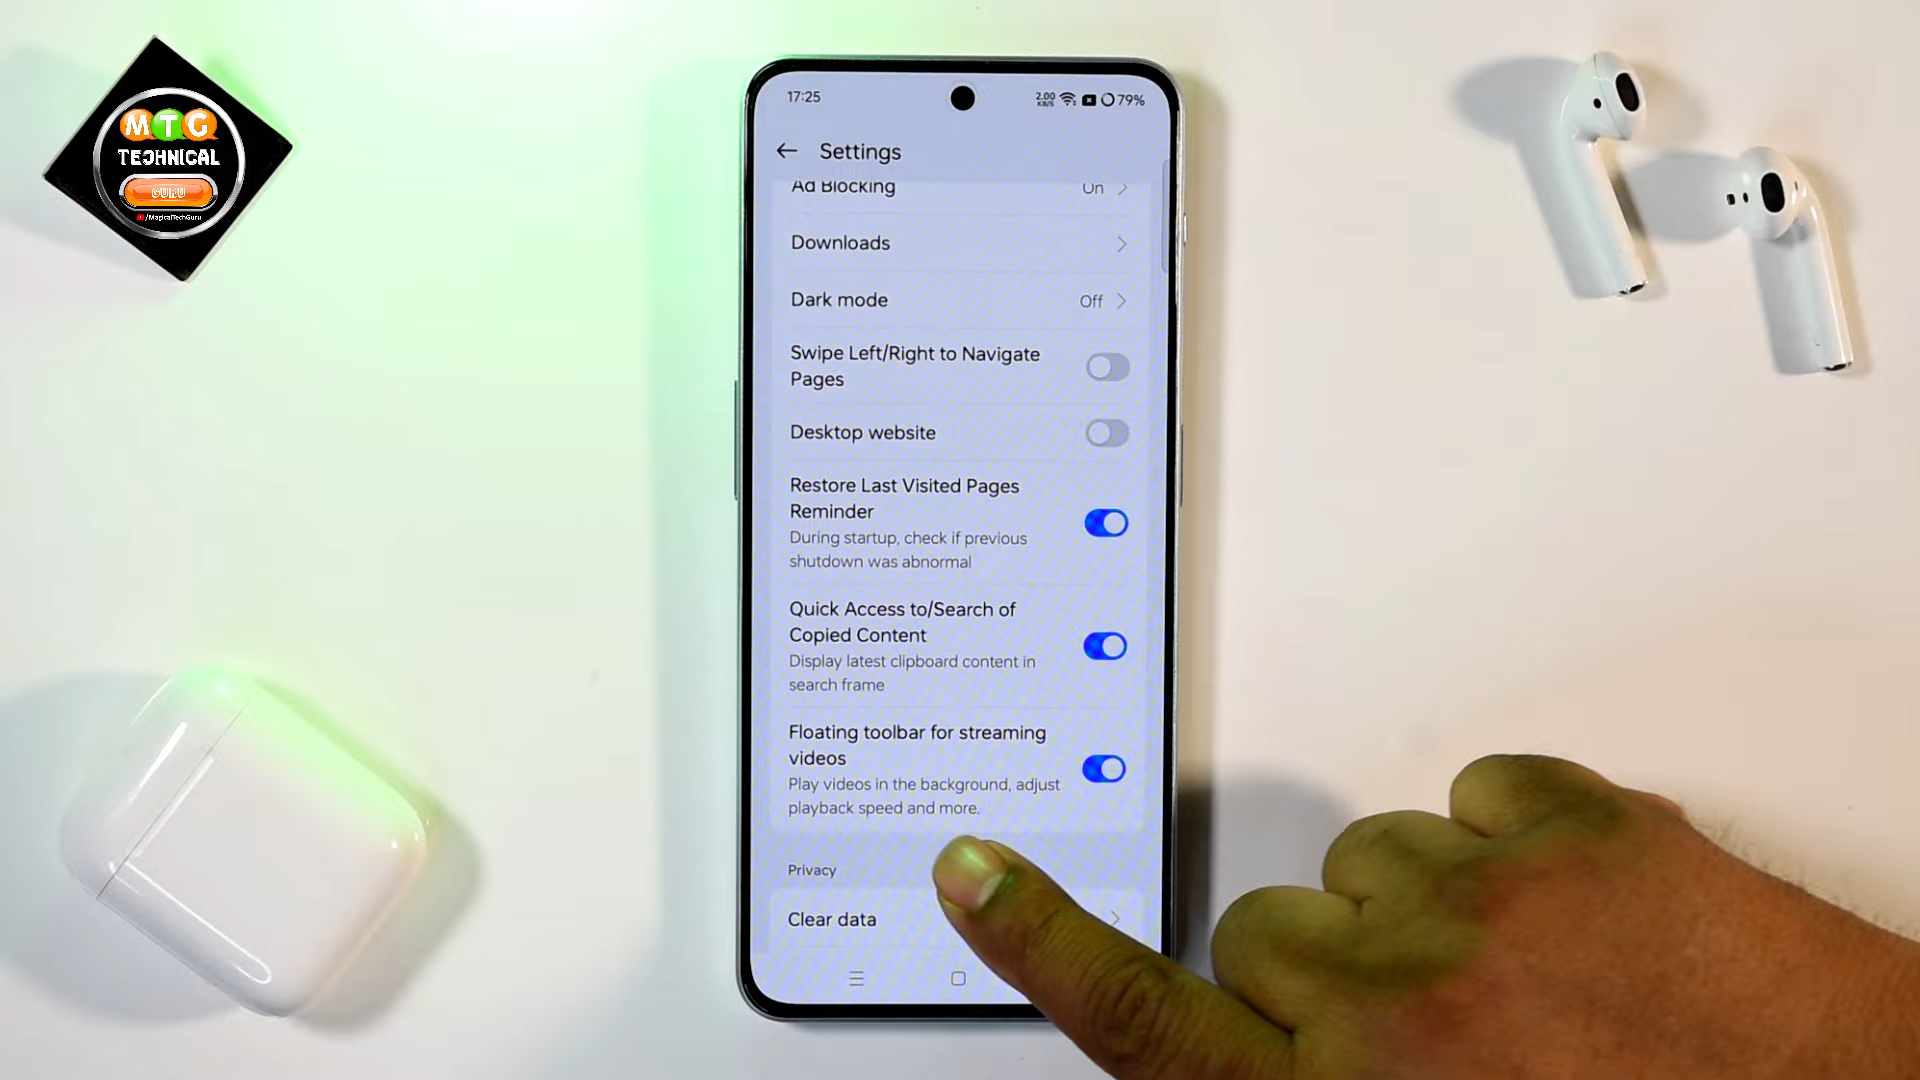 MTG
TECHNICAL
GURU
/MagicalTechGuru
17:25
2.00 KB/S
79%
Settings
Ad Blocking
On
Downloads
Dark mode
Off
Swipe Left/Right to Navigate
Pages
Desktop website
Restore Last Visited Pages
Reminder
During startup, check if previous
shutdown was abnormal
Quick Access to/Search of
Copied Content
Display latest clipboard content in
search frame
Floating toolbar for streaming
videos
Play videos in the background, adjust
playback speed and more.
Privacy
Clear data